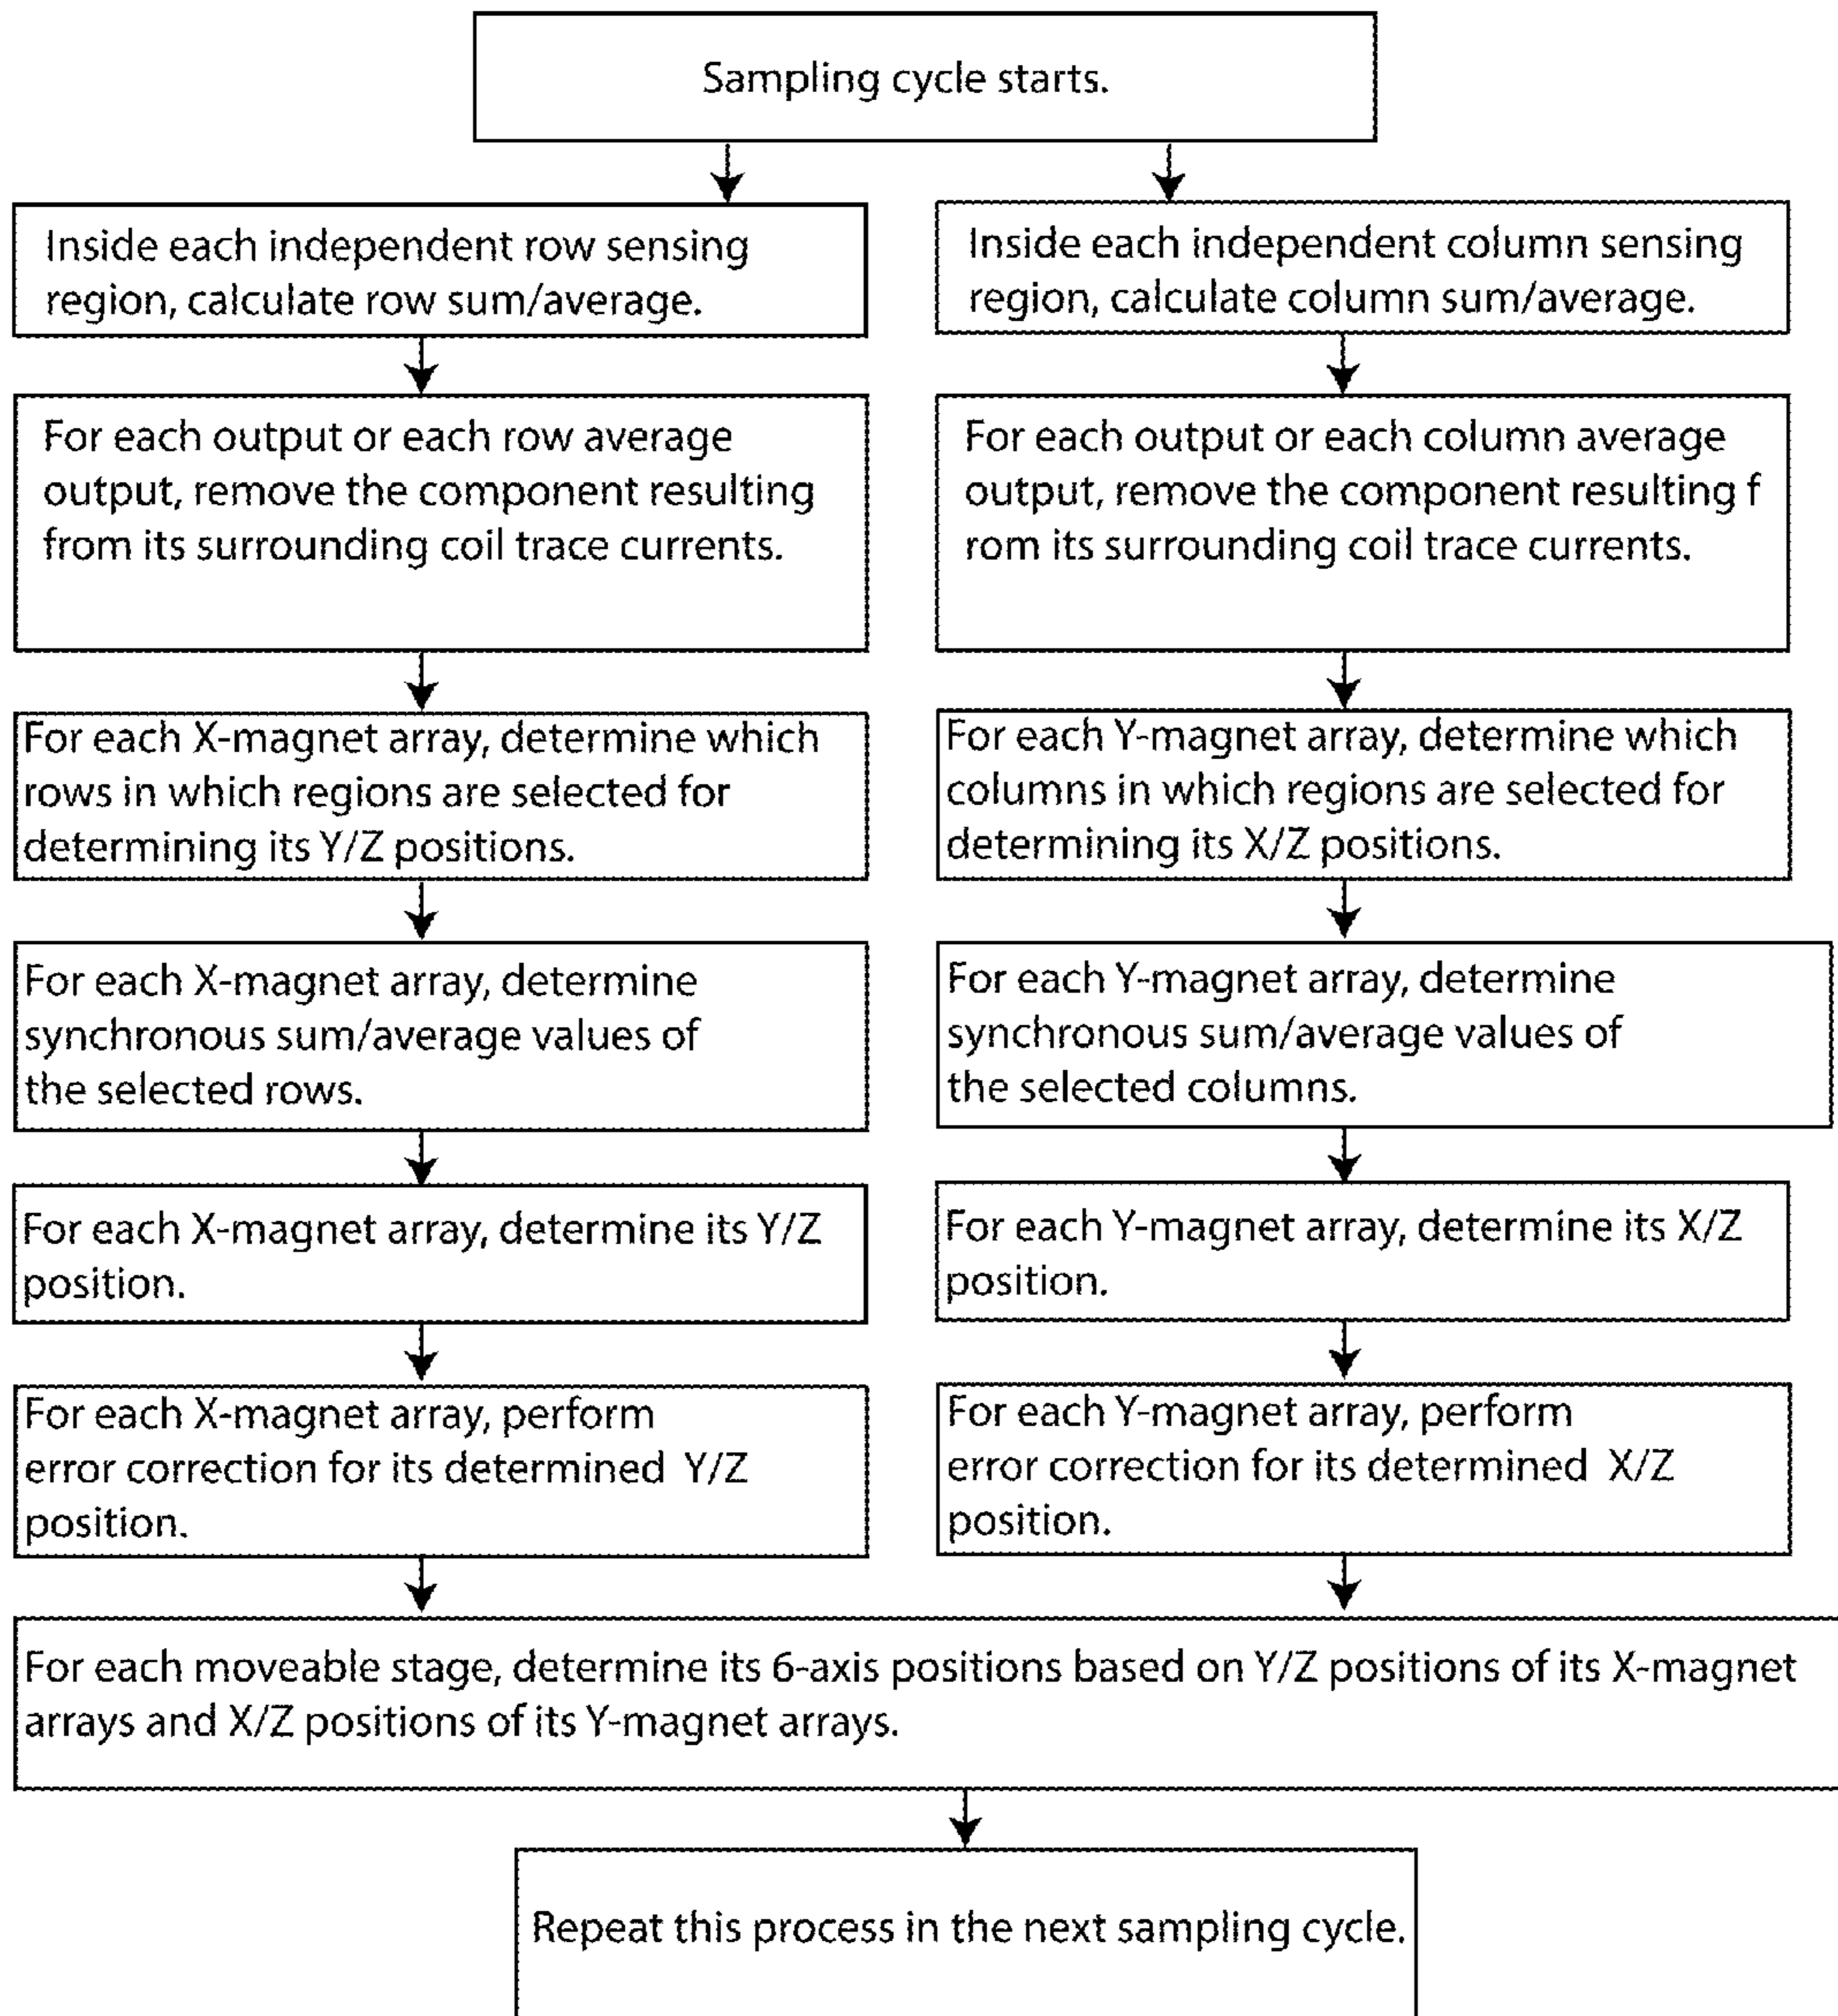 Sampling cycle starts.
Inside each independent row sensing
region, calculate row sum/average.
Inside each independent column sensing
region, calculate column sum/average.
For each output or each row average
output, remove the component resulting
from its surrounding coil trace currents.
For each output or each column average
output, remove the component resulting f
rom its surrounding coil trace currents.
For each X-magnet array, determine which
rows in which regions are selected for
determining its Y/Z positions.
For each Y-magnet array, determine which
columns in which regions are selected for
determining its X/Z positions.
For each X-magnet array, determine
synchronous sum/average values of
the selected rows.
For each Y-magnet array, determine
synchronous sum/average values of
the selected columns.
For each X-magnet array, determine its Y/Z
position.
For each Y-magnet array, determine its X/Z
position.
For each X-magnet array, perform
error correction for its determined Y/Z
position.
For each Y-magnet array, perform
error correction for its determined X/Z
position.
For each moveable stage, determine its 6-axis positions based on Y/Z positions of its X-magnet
arrays and X/Z positions of its Y-magnet arrays.
Repeat this process in the next sampling cycle.